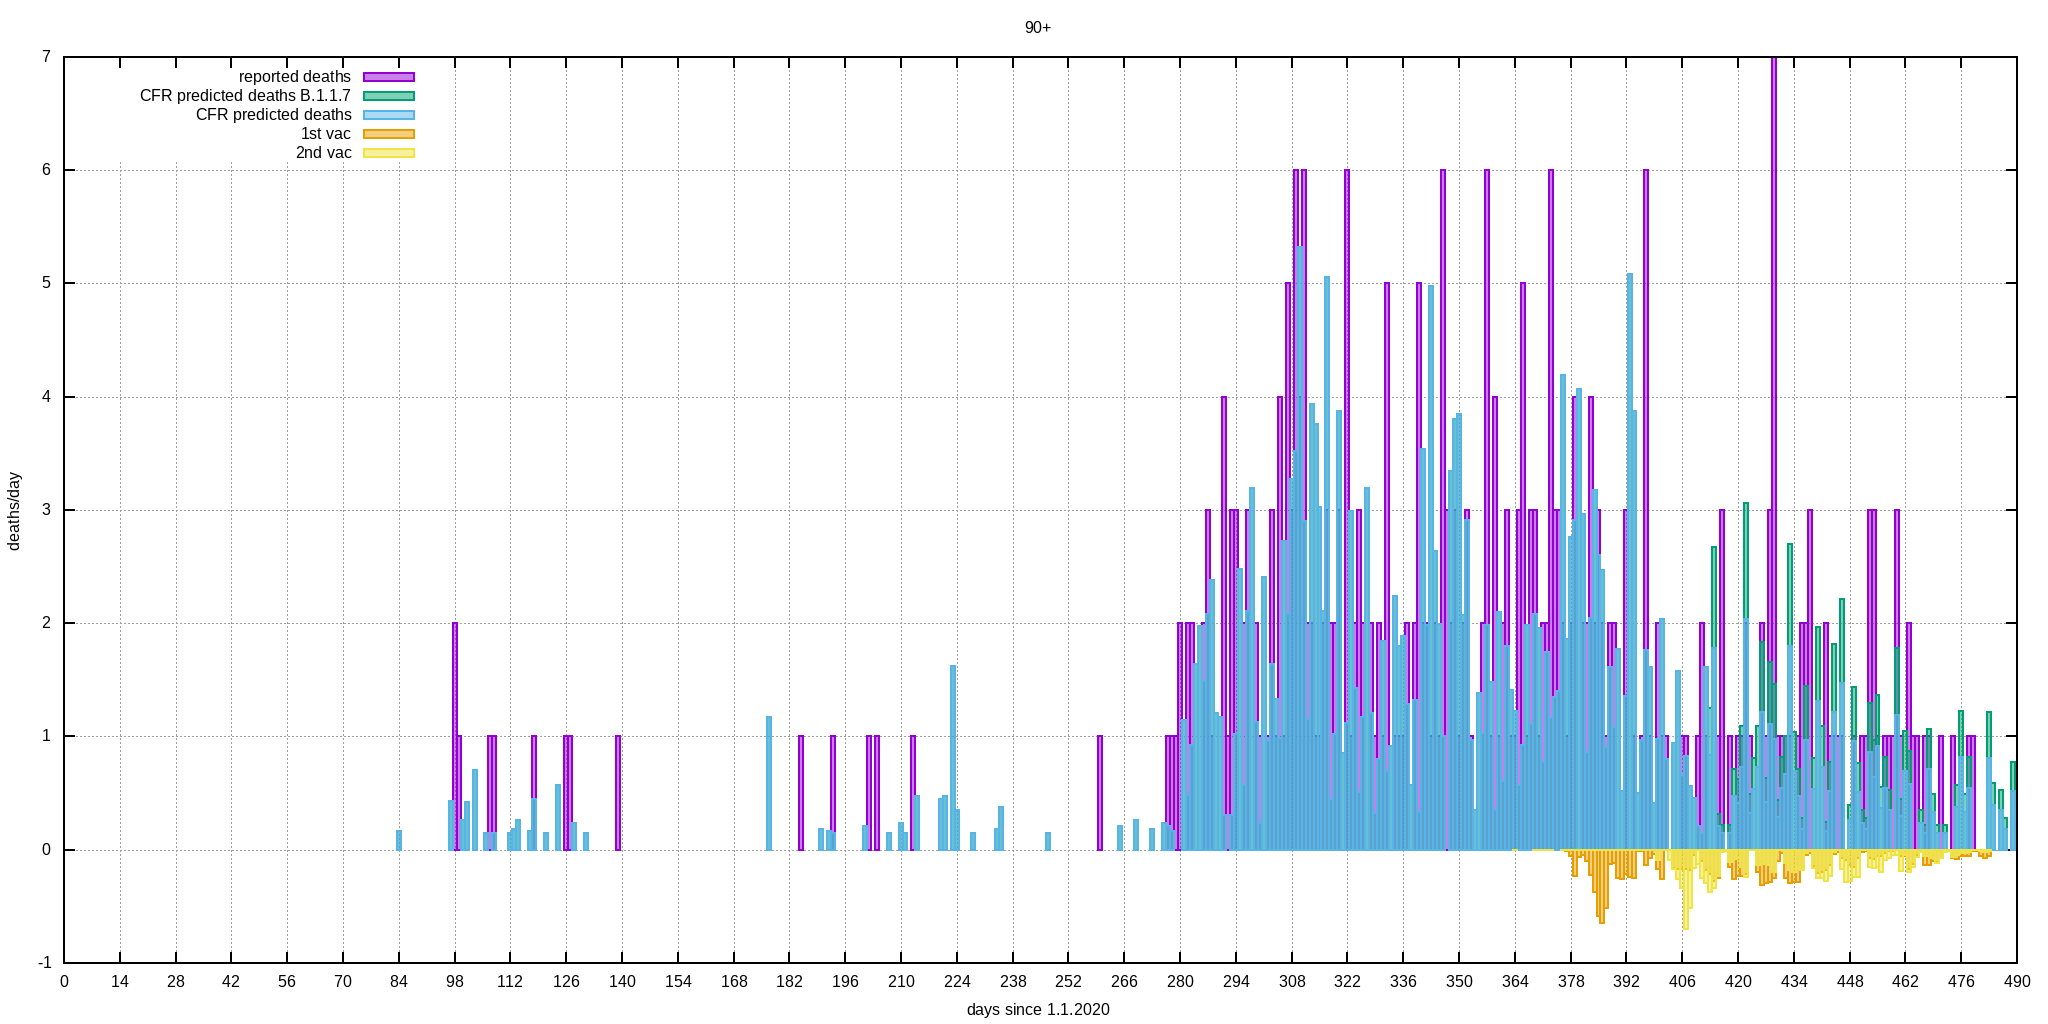 90+
7
reported deaths
CFR predicted deaths B.1.1.7
CFR predicted deaths
1st vac
2nd vac
6
5
4
3
2
1
0
-1
deaths/day
0 14 28 42 56 70 84 98 112 126 140 154 168 182 196 210 224 238 252 266 280 294 308 322 336 350 364 378 392 406 420 434 448 462 476 490
days since 1.1.2020